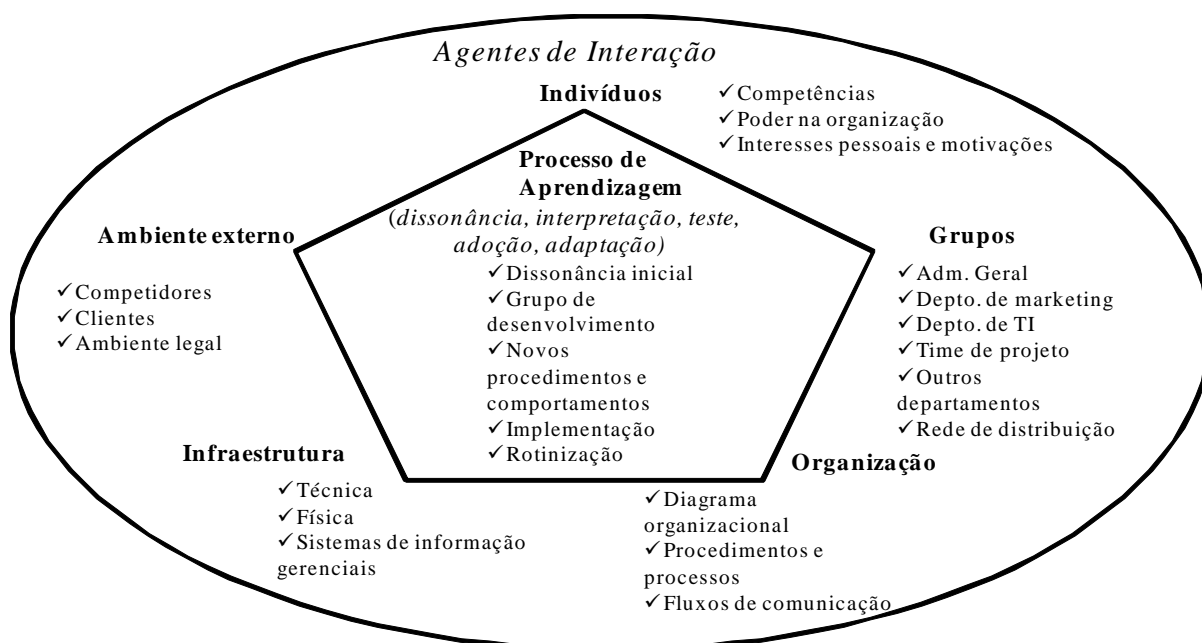 Agentes de Interação
Indivíduos
✓Competências
✓Poder na organização
✓Interesses pessoais e motivações
Processo de
Aprendizagem
(dissonância, interpretação, teste,
adoção, adaptação)
✓Dissonância inicial
✓Grupo de
desenvolvimento
✓Novos
procedimentos e
comportamentos
✓Implementação
✓Rotinização
Ambiente externo
✓Competidores
✓Clientes
✓Ambiente legal
Grupos
✓Adm. Geral
✓Depto. de marketing
✓Depto. de TI
✓Time de projeto
✓Outros
departamentos
✓Rede de distribuição
Infraestrutura
✓Técnica
✓Física
✓Sistemas de informação
gerenciais
Organização
✓Diagrama
organizacional
✓Procedimentos e
processos
✓Fluxos de comunicação